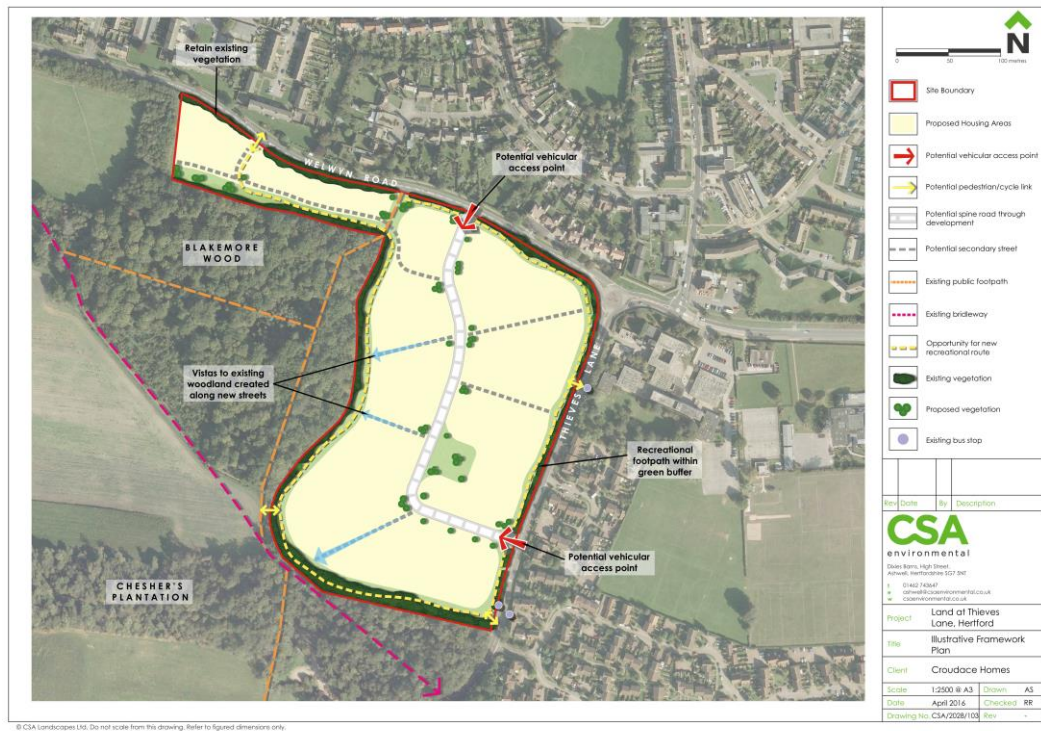 Retain existing
vegetation
WELWYN ROAD
Potential vehicular
access point
BLAKEMORE
WOOD
Vistas to existing
woodland created
along new streets
THIEVES LANE
Recreational
footpath within
green buffer
Potential vehicular
access point
CHESHER'S
PLANTATION
N
0 50 100 metres
Site Boundary
Proposed Housing Areas
Potential vehicular access point
Potential pedestrian/cycle link
Potential spine road through
development
Potential secondary street
Existing public footpath
Existing bridleway
Opportunity for new
recreational route
Existing vegetation
Proposed vegetation
Existing bus stop
Rev Date By Description
CSA
environmental
Dixies Barns, High Street,
Ashwell, Hertfordshire SG7 5NT
t 01462 743647
e ashwell@csaenvironmental.co.uk
w csaenvironmental.co.uk
Project Land at Thieves
Lane, Hertford
Title Illustrative Framework
Plan
Client Croudace Homes
Scale 1:2500 @ A3 Drawn AS
Date April 2016 Checked RR
Drawing No. CSA/2028/103 Rev -
© CSA Landscapes Ltd. Do not scale from this drawing. Refer to figured dimensions only.